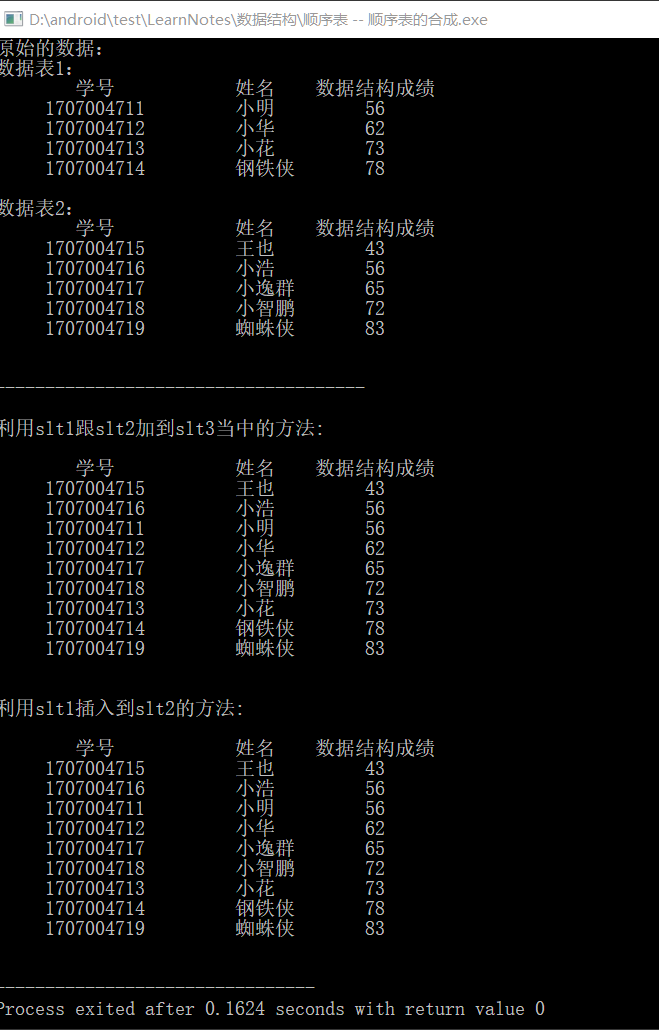 D:\android\test\LearnNotes\数据结构\顺序表 -- 顺序表的合成.exe
原始的数据:
数据表1:
学号 姓名 数据结构成绩
1707004711 小明 56
1707004712 小华 62
1707004713 小花 73
1707004714 钢铁侠 78
数据表2:
学号 姓名 数据结构成绩
1707004715 王也 43
1707004716 小浩 56
1707004717 小逸群 65
1707004718 小智鹏 72
1707004719 蜘蛛侠 83
-------------------------------------
利用slt1跟slt2加到slt3当中的方法:
学号 姓名 数据结构成绩
1707004715 王也 43
1707004716 小浩 56
1707004711 小明 56
1707004712 小华 62
1707004717 小逸群 65
1707004718 小智鹏 72
1707004713 小花 73
1707004714 钢铁侠 78
1707004719 蜘蛛侠 83
利用slt1插入到slt2的方法:
学号 姓名 数据结构成绩
1707004715 王也 43
1707004716 小浩 56
1707004711 小明 56
1707004712 小华 62
1707004717 小逸群 65
1707004718 小智鹏 72
1707004713 小花 73
1707004714 钢铁侠 78
1707004719 蜘蛛侠 83
--------------------------------
Process exited after 0.1624 seconds with return value 0